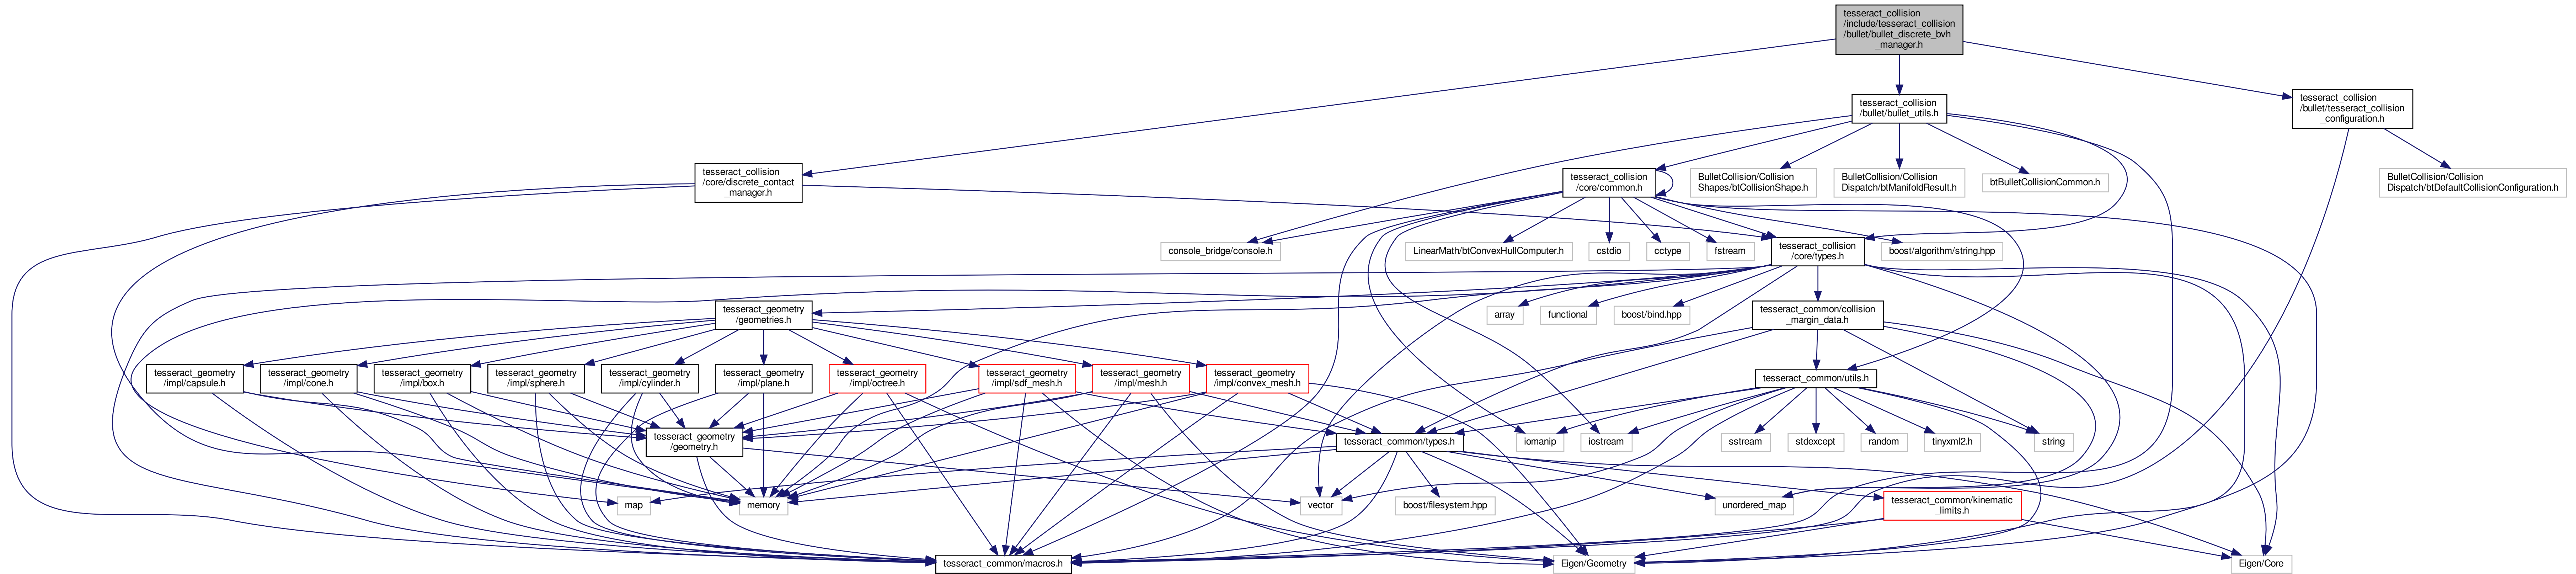 tesseract_collision
/include/tesseract_collision
/bullet/bullet_discrete_bvh
_manager.h
tesseract_collision
/bullet/bullet_utils.h
tesseract_collision
/bullet/tesseract_collision
_configuration.h
tesseract_collision
/core/discrete_contact
_manager.h
tesseract_collision
/core/common.h
BulletCollision/Collision
Shapes/btCollisionShape.h
BulletCollision/Collision
Dispatch/btManifoldResult.h
btBulletCollisionCommon.h
BulletCollision/Collision
Dispatch/btDefaultCollisionConfiguration.h
console_bridge/console.h
LinearMath/btConvexHullComputer.h
cstdio
cctype
fstream
tesseract_collision
/core/types.h
boost/algorithm/string.hpp
tesseract_geometry
/geometries.h
array
functional
boost/bind.hpp
tesseract_common/collision
_margin_data.h
tesseract_geometry
/impl/capsule.h
tesseract_geometry
/impl/cone.h
tesseract_geometry
/impl/box.h
tesseract_geometry
/impl/sphere.h
tesseract_geometry
/impl/cylinder.h
tesseract_geometry
/impl/plane.h
tesseract_geometry
/impl/octree.h
tesseract_geometry
/impl/sdf_mesh.h
tesseract_geometry
/impl/mesh.h
tesseract_geometry
/impl/convex_mesh.h
tesseract_common/utils.h
tesseract_geometry
/geometry.h
tesseract_common/types.h
iomanip
iostream
sstream
stdexcept
random
tinyxml2.h
string
map
memory
vector
boost/filesystem.hpp
unordered_map
tesseract_common/kinematic
_limits.h
tesseract_common/macros.h
Eigen/Geometry
Eigen/Core